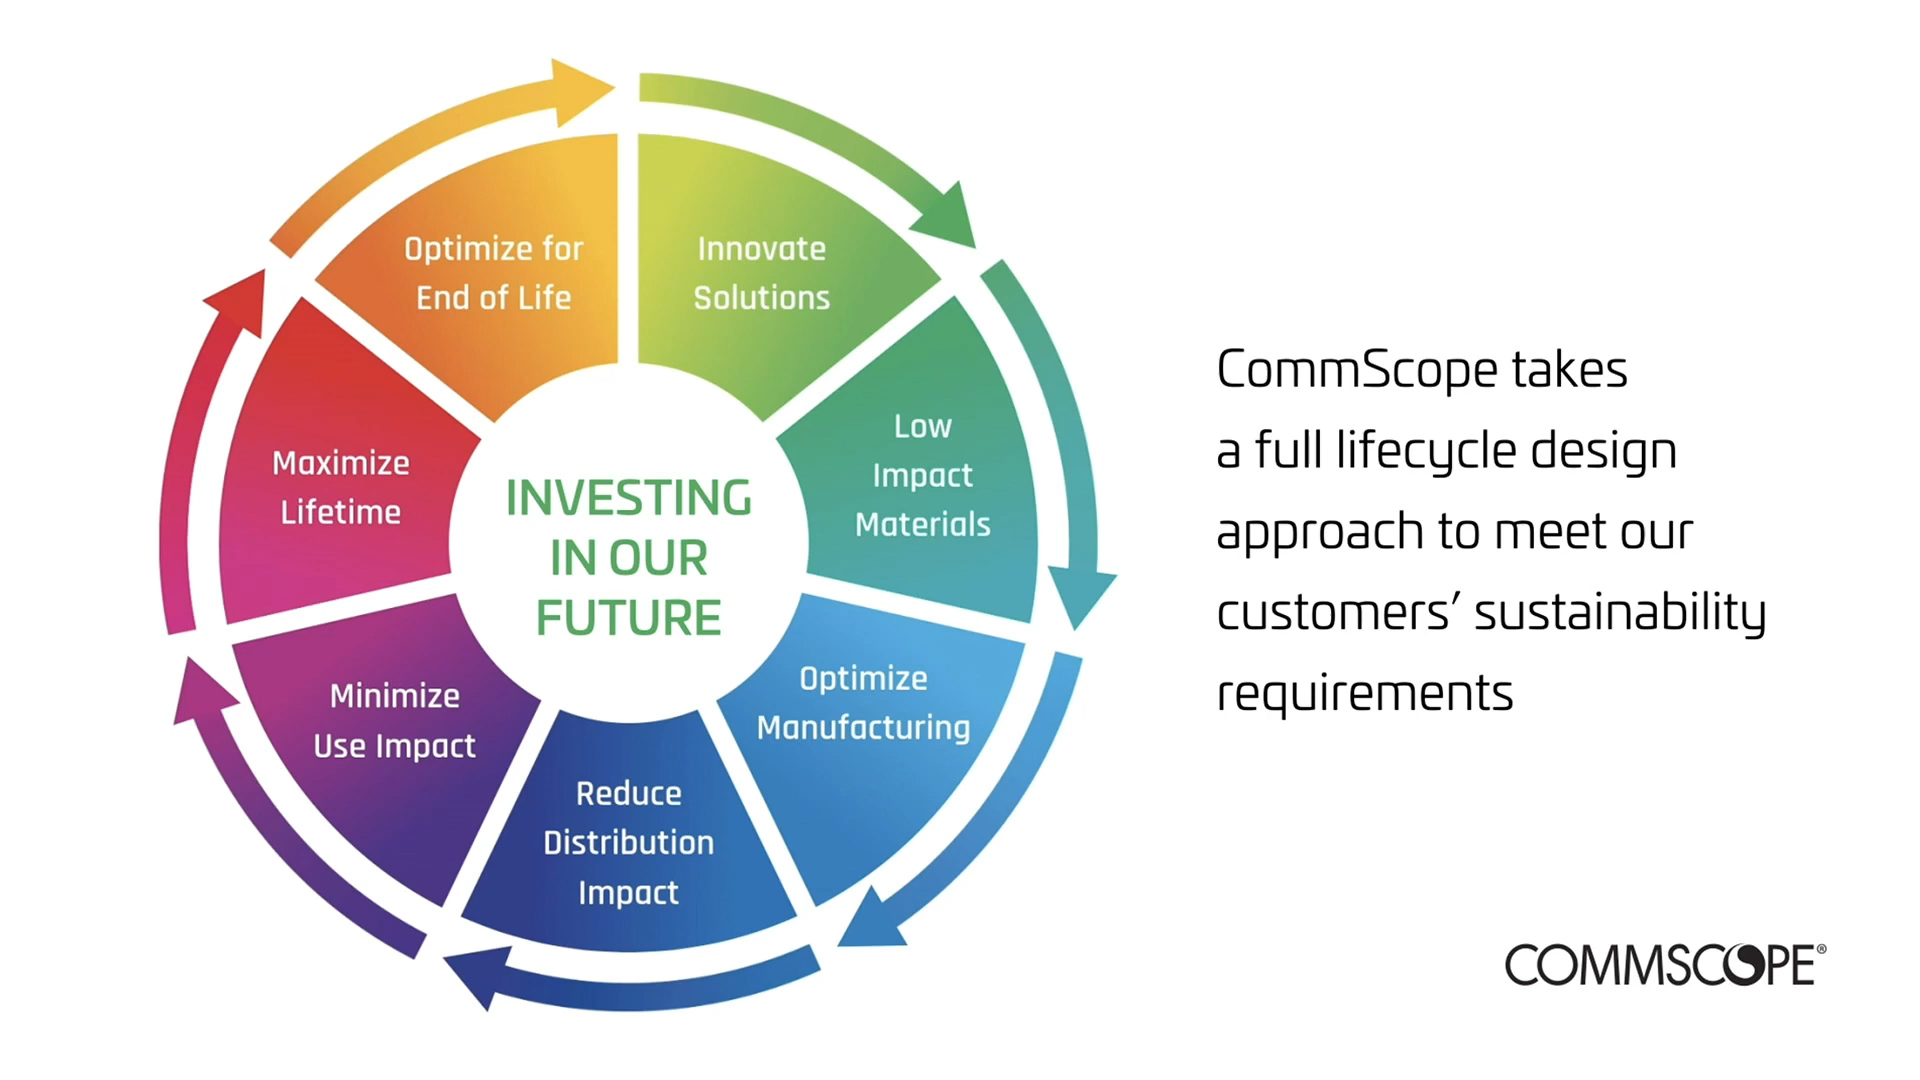 Optimize for
End of Life
Innovate
Solutions
Low
Impact
Materials
Optimize
Manufacturing
Reduce
Distribution
Impact
Minimize
Use Impact
Maximize
Lifetime
INVESTING
IN OUR
FUTURE
CommScope takes
a full lifecycle design
approach to meet our
customers’ sustainability
requirements
COMMSCOPE®